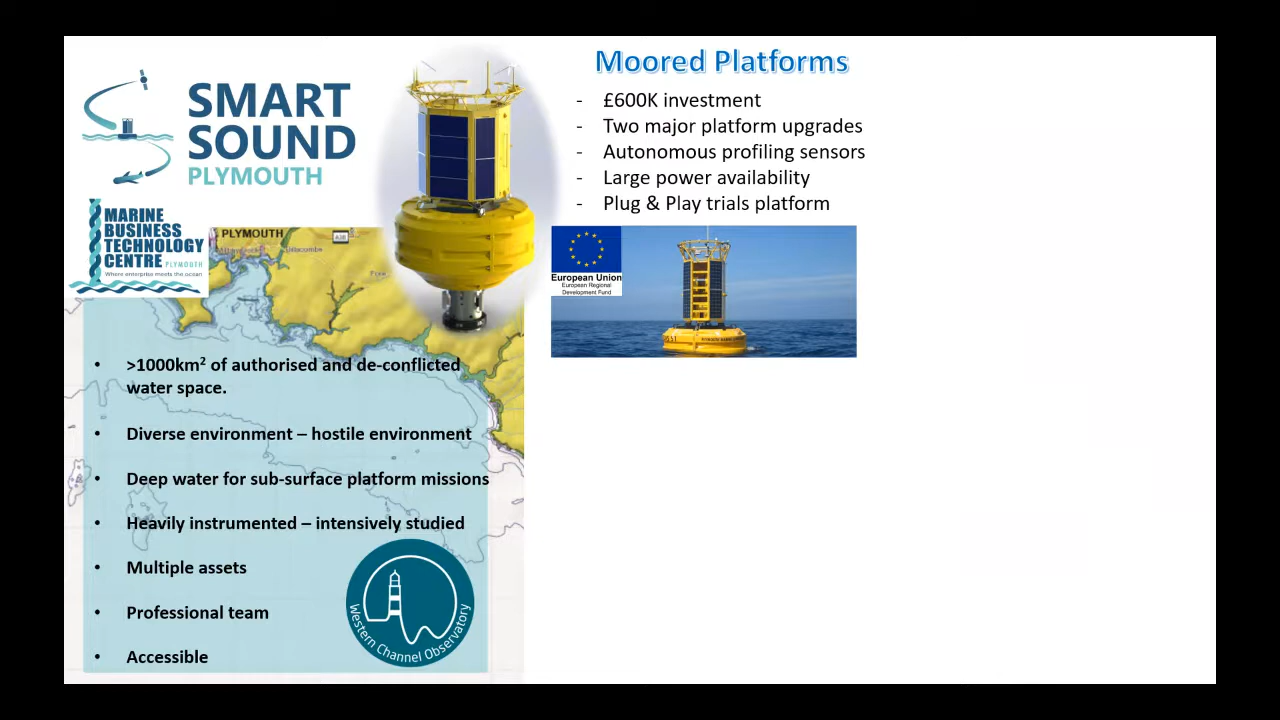 SMART
SOUND
PLYMOUTH
MARINE
BUSINESS
TECHNOLOGY
CENTRE PLYMOUTH
Where enterprise meets the ocean
PLYMOUTH
A38
>1000km² of authorised and de-conflicted
water space.
Diverse environment – hostile environment
Deep water for sub-surface platform missions
Heavily instrumented – intensively studied
Multiple assets
Professional team
Accessible
Western Channel Observatory
Moored Platforms
- £600K investment
- Two major platform upgrades
- Autonomous profiling sensors
- Large power availability
- Plug & Play trials platform
European Union
European Regional
Development Fund